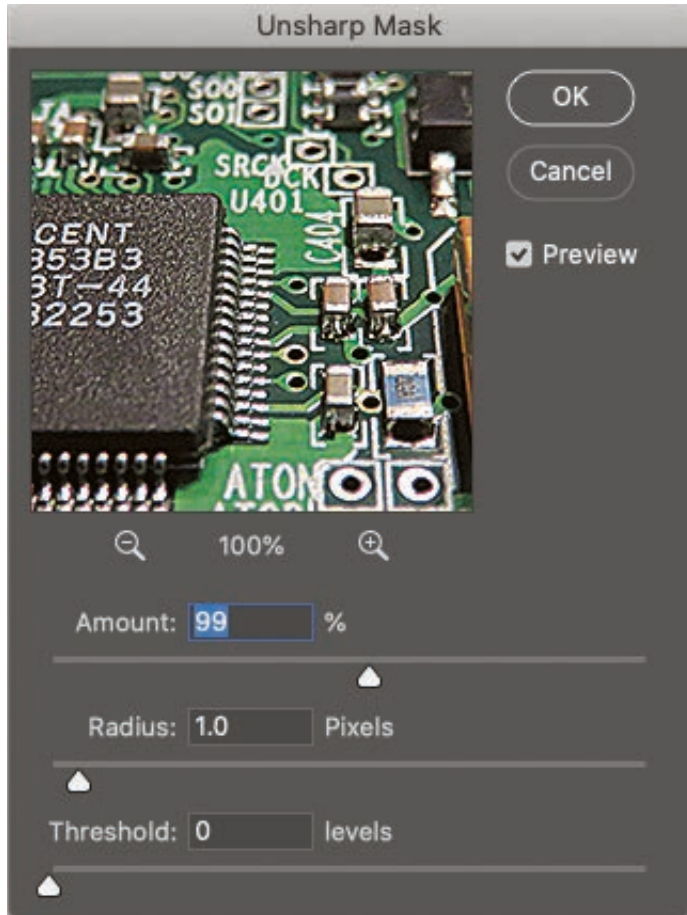 Unsharp Mask
SO0
SO1
SRCK
DCK
U401
C404
CENT
353B3
3T-44
32253
ATON
OK
Cancel
Preview
100%
Amount: 99 %
Radius: 1.0 Pixels
Threshold: 0 levels